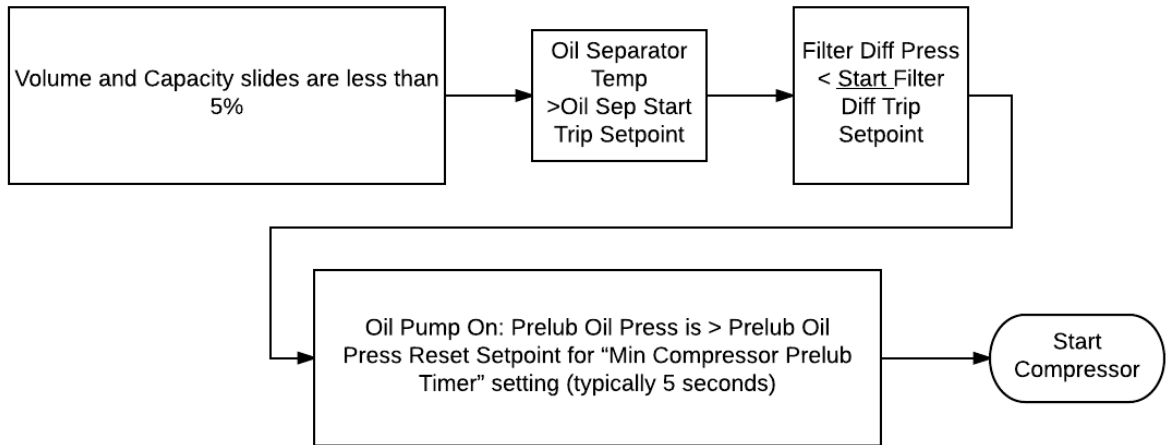 Volume and Capacity slides are less than
5%
Oil Separator
Temp
>Oil Sep Start
Trip Setpoint
Filter Diff Press
< Start Filter
Diff Trip
Setpoint
Oil Pump On: Prelub Oil Press is > Prelub Oil
Press Reset Setpoint for “Min Compressor Prelub
Timer” setting (typically 5 seconds)
Start
Compressor